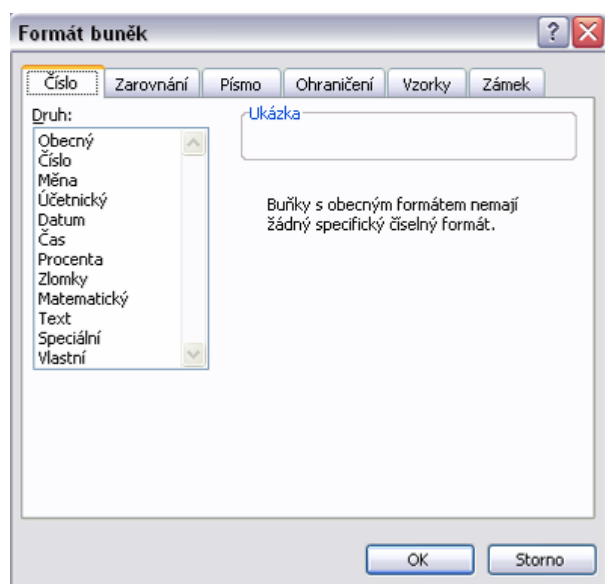 Formát buněk
Číslo Zarovnání Písmo Ohraničení Vzorky Zámek
Druh:
Obecný
Číslo
Měna
Účetnický
Datum
Čas
Procenta
Zlomky
Matematický
Text
Speciální
Vlastní
Ukázka
Buňky s obecným formátem nemají
žádný specifický číselný formát.
OK Storno